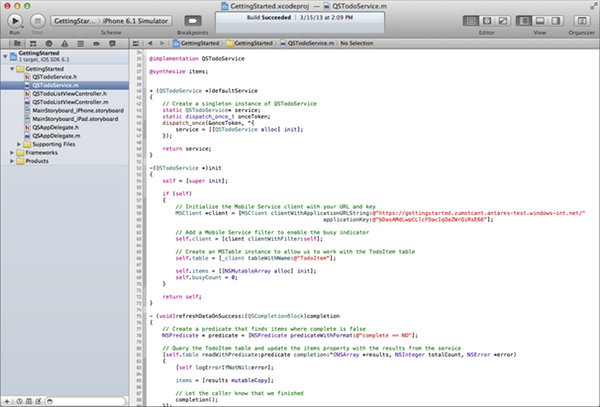 GettingStarted.xcodeproj — QSTodoService.m
Run
Stop
GettingStar...
iPhone 6.1 Simulator
Scheme
Breakpoints
Build Succeeded
3/15/13 at 2:09 PM
No Issues
Editor
View
Organizer
GettingStarted
GettingStarted
QSTodoService.m
No Selection
GettingStarted
1 target, iOS SDK 6.1
GettingStarted
QSTodoService.h
QSTodoService.m
QSTodoListViewController.m
MainStoryboard_iPhone.storyboard
MainStoryboard_iPad.storyboard
QSTodoListViewController.h
QSAppDelegate.h
QSAppDelegate.m
Supporting Files
Frameworks
Products
@implementation QSTodoService
@synthesize items;
+ (QSTodoService *)defaultService
{
// Create a singleton instance of QSTodoService
static QSTodoService* service;
static dispatch_once_t onceToken;
dispatch_once(&onceToken, ^{
service = [[QSTodoService alloc] init];
});
return service;
}
-(QSTodoService *)init
{
self = [super init];
if (self)
{
// Initialize the Mobile Service client with your URL and key
MSClient *client = [MSClient clientWithApplicationURLString:@"https://gettingstarted.zumotcant.antares-test.windows-int.net/"
// Add a Mobile Service filter to enable the busy indicator
self.client = [client clientWithFilter:self];
// Create an MSTable instance to allow us to work with the TodoItem table
self.table = [_client tableWithName:@"TodoItem"];
self.items = [[NSMutableArray alloc] init];
self.busyCount = 0;
}
return self;
}
- (void)refreshDataOnSuccess:(QSCompletionBlock)completion
{
// Create a predicate that finds items where complete is false
NSPredicate * predicate = [NSPredicate predicateWithFormat:@"complete == NO"];
// Query the TodoItem table and update the items property with the results from the service
[self.table readWithPredicate:predicate completion:^(NSArray *results, NSInteger totalCount, NSError *error)
{
[self logErrorIfNotNil:error];
items = [results mutableCopy];
// Let the caller know that we finished
completion();
}];